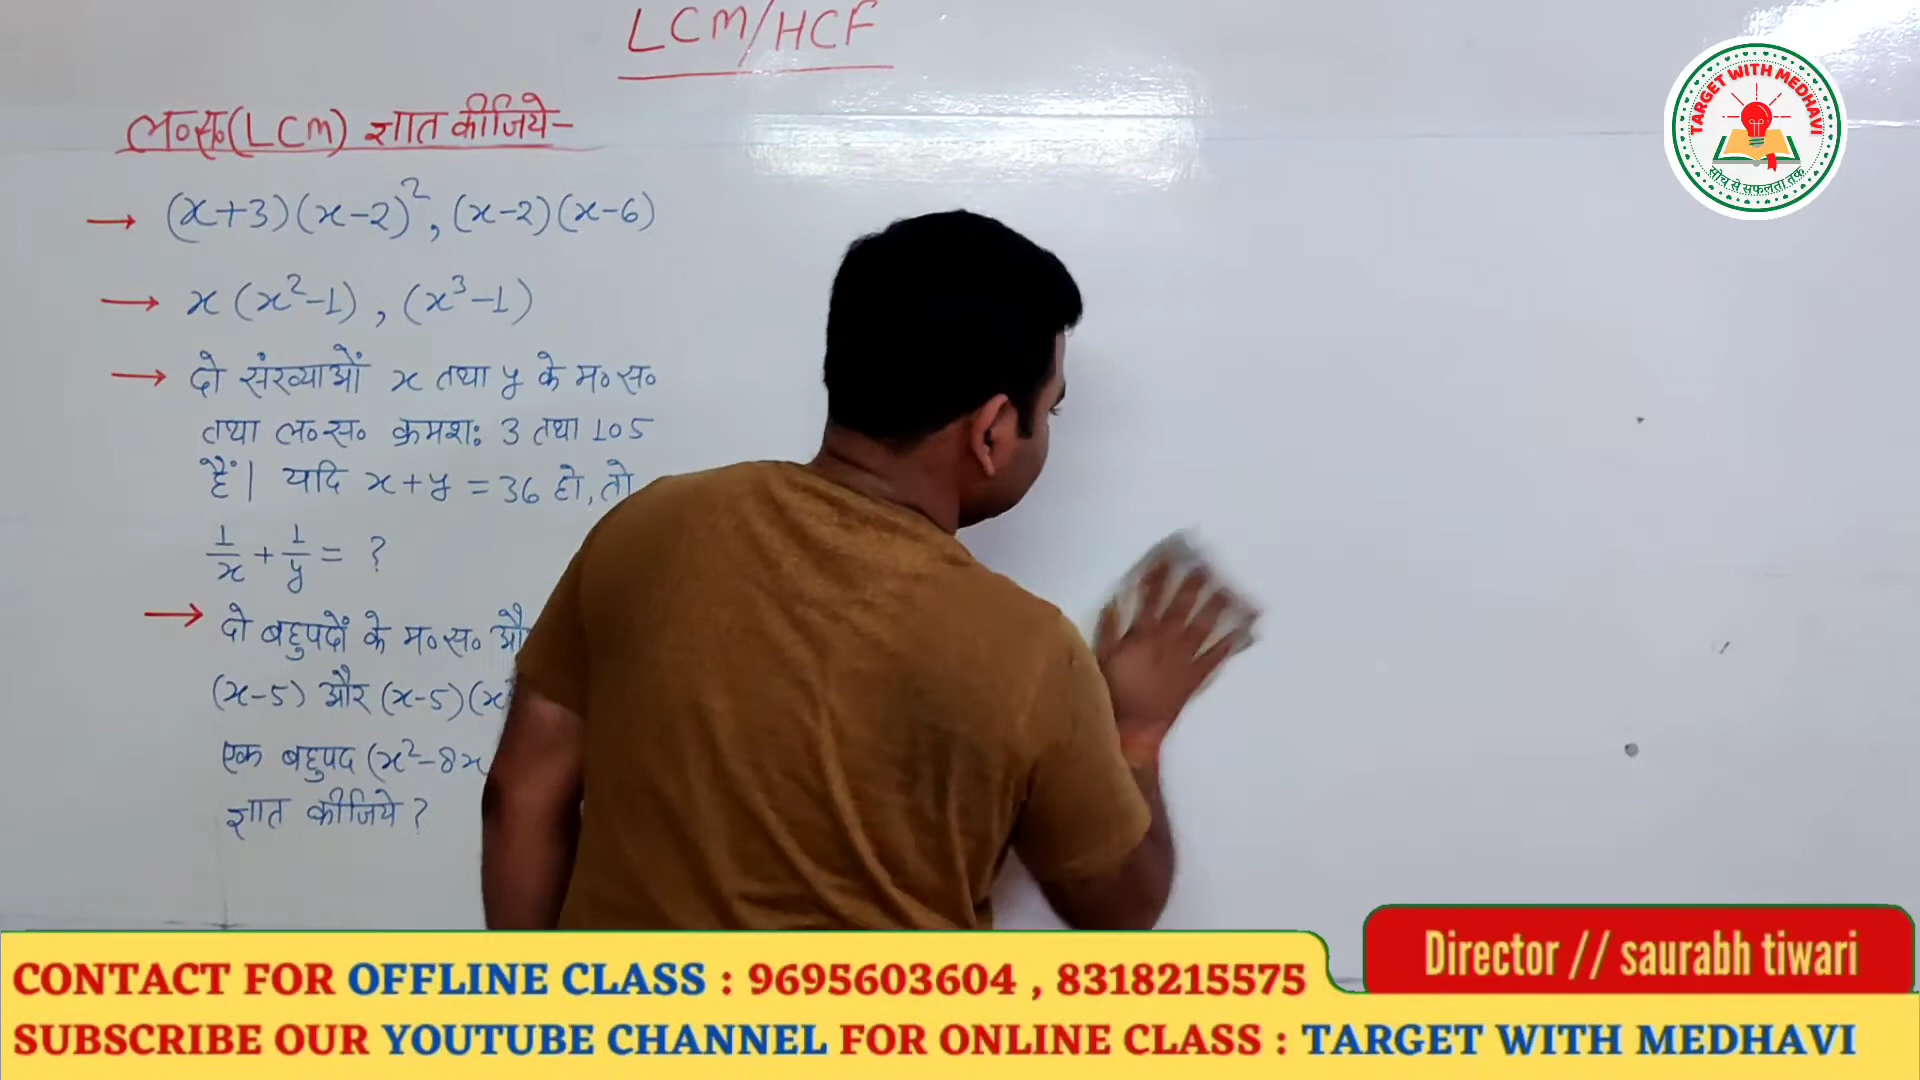 LCM/HCF
ल०स०(LCM) ज्ञात कीजिये-
→ (x+3)(x-2)², (x-2)(x-6)
→ x(x²-1), (x³-1)
→ दो संख्याओं x तथा y के म०स०
तथा ल०स० क्रमश: 3 तथा 105
हैं| यदि x+y=36 हो, तो
1/x + 1/y = ?
→ दो बहुपदों के म०स०
(x-5) और (x-5)(x
एक बहुपद (x²-8x
ज्ञात कीजिये?
TARGET WITH MEDHAVI
सोच से सफलता तक
Director // saurabh tiwari
CONTACT FOR OFFLINE CLASS : 9695603604 , 8318215575
SUBSCRIBE OUR YOUTUBE CHANNEL FOR ONLINE CLASS : TARGET WITH MEDHAVI